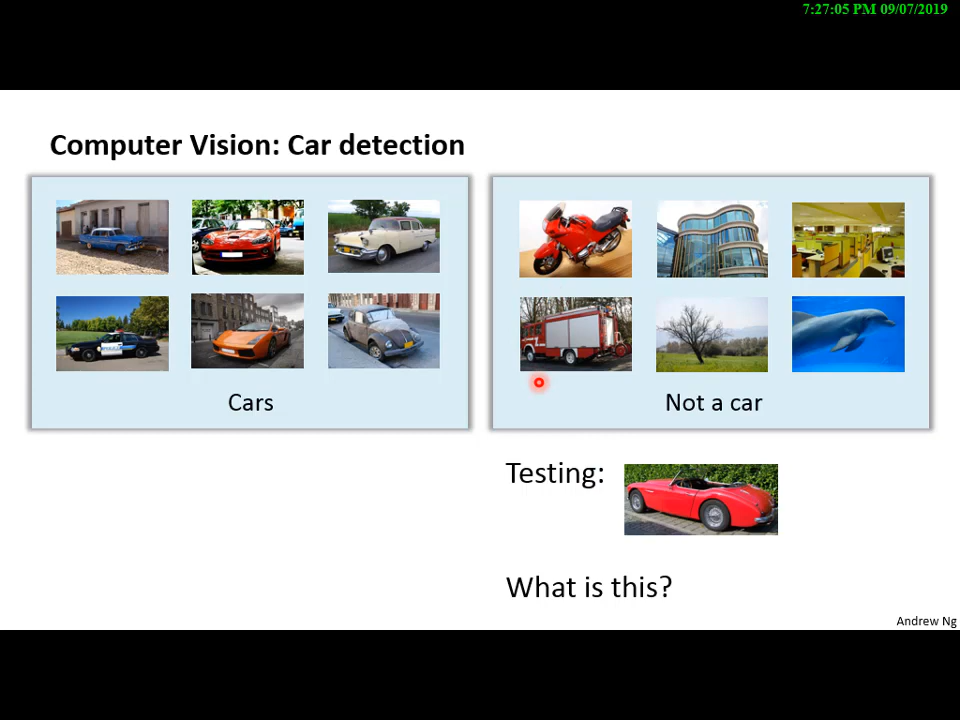 7:27:05 PM 09/07/2019
Computer Vision: Car detection
Cars
Not a car
Testing:
What is this?
Andrew Ng